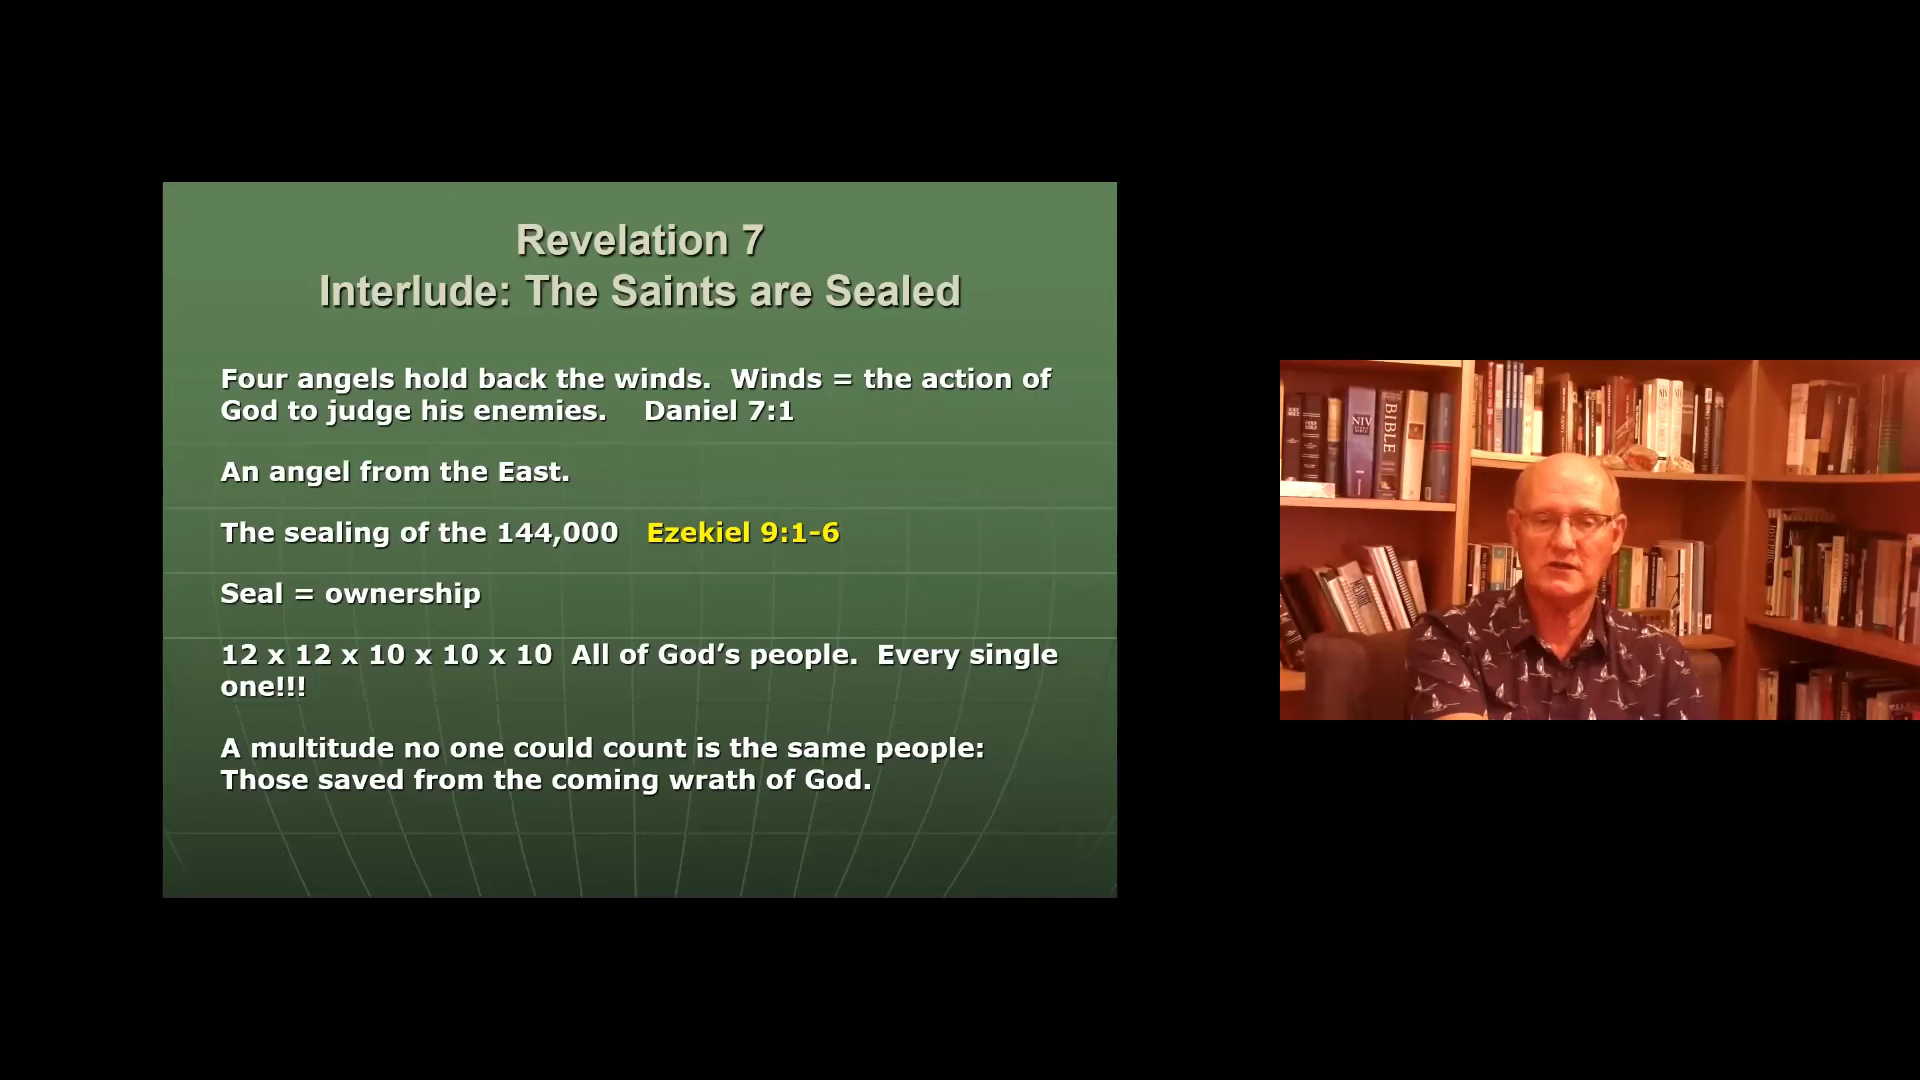 Revelation 7
Interlude: The Saints are Sealed
Four angels hold back the winds.  Winds = the action of
God to judge his enemies.    Daniel 7:1
An angel from the East.
The sealing of the 144,000   Ezekiel 9:1-6
Seal = ownership
12 x 12 x 10 x 10 x 10  All of God’s people.  Every single
one!!!
A multitude no one could count is the same people:
Those saved from the coming wrath of God.
NIV
BIBLE